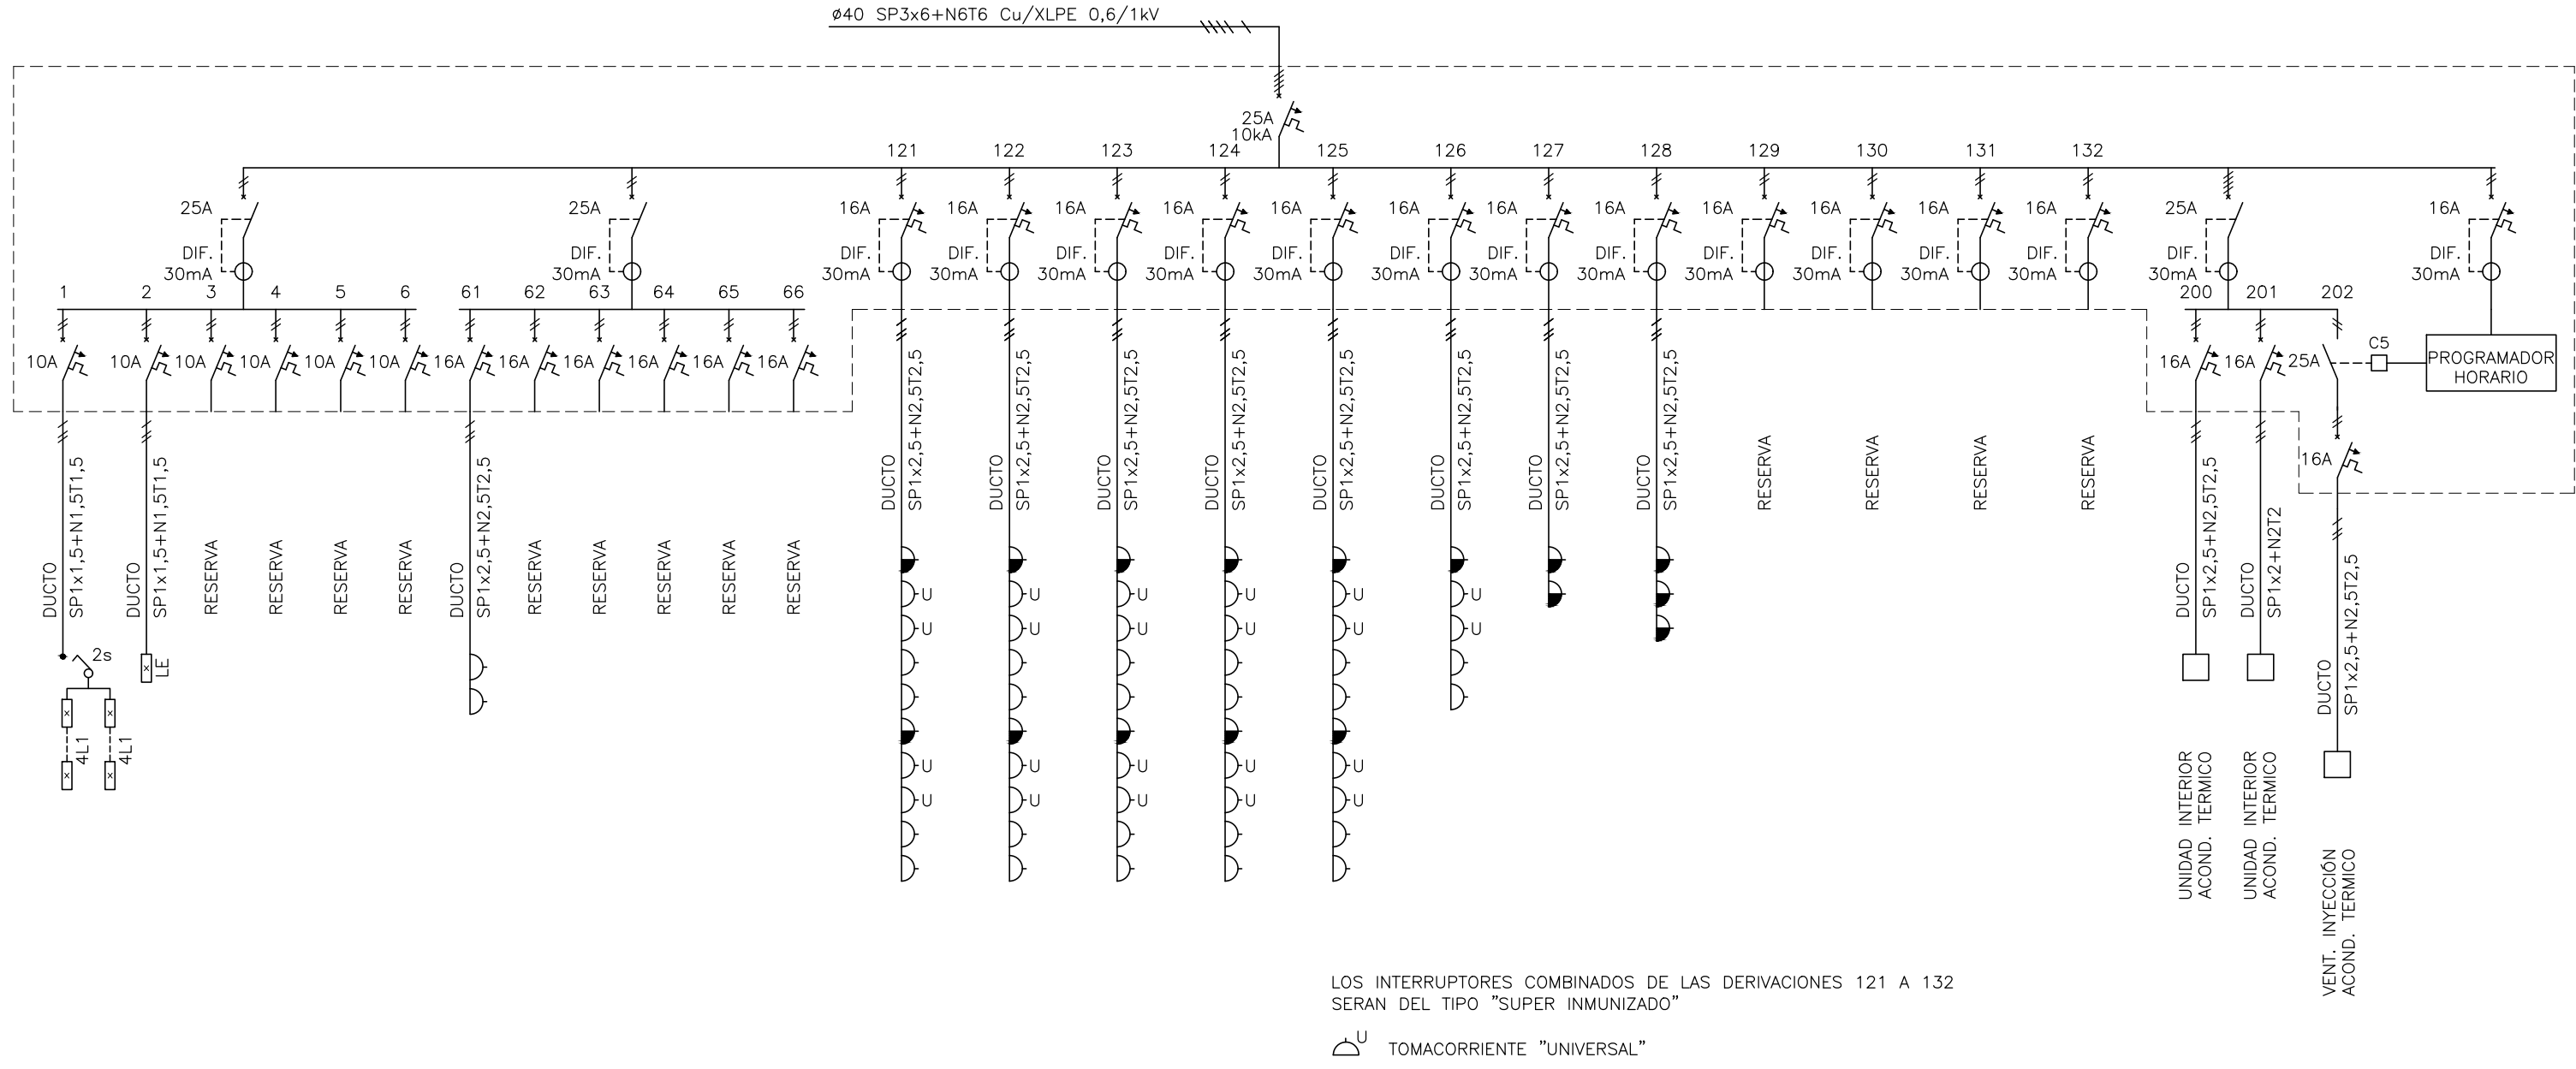 ø40 SP3x6+N6T6 Cu/XLPE 0,6/1kV
25A
10kA
121 122 123 124 125 126 127 128 129 130 131 132
25A 25A 16A 16A 16A 16A 16A 16A 16A 16A 16A 16A 16A 16A 25A 16A
DIF. DIF. DIF. DIF. DIF. DIF. DIF. DIF. DIF. DIF. DIF. DIF. DIF. DIF. DIF. DIF.
30mA 30mA 30mA 30mA 30mA 30mA 30mA 30mA 30mA 30mA 30mA 30mA 30mA 30mA 30mA 30mA
1 2 3 4 5 6 61 62 63 64 65 66 200 201 202
10A 10A 10A 10A 10A 10A 16A 16A 16A 16A 16A 16A 16A 16A 25A
C5
PROGRAMADOR
HORARIO
16A
DUCTO
SP1x1,5+N1,5T1,5
DUCTO
SP1x1,5+N1,5T1,5
RESERVA
RESERVA
RESERVA
RESERVA
DUCTO
SP1x2,5+N2,5T2,5
RESERVA
RESERVA
RESERVA
RESERVA
RESERVA
DUCTO
SP1x2,5+N2,5T2,5
DUCTO
SP1x2,5+N2,5T2,5
DUCTO
SP1x2,5+N2,5T2,5
DUCTO
SP1x2,5+N2,5T2,5
DUCTO
SP1x2,5+N2,5T2,5
DUCTO
SP1x2,5+N2,5T2,5
DUCTO
SP1x2,5+N2,5T2,5
DUCTO
SP1x2,5+N2,5T2,5
RESERVA
RESERVA
RESERVA
RESERVA
DUCTO
SP1x2,5+N2,5T2,5
DUCTO
SP1x2+N2T2
DUCTO
SP1x2,5+N2,5T2,5
U U U U U U
U U U U U U
2s
LE
4L1
4L1
U U U U U
U U U U U
UNIDAD INTERIOR
ACOND. TERMICO
UNIDAD INTERIOR
ACOND. TERMICO
VENT. INYECCIÓN
ACOND. TERMICO
LOS INTERRUPTORES COMBINADOS DE LAS DERIVACIONES 121 A 132
SERAN DEL TIPO "SUPER INMUNIZADO"
U
TOMACORRIENTE "UNIVERSAL"